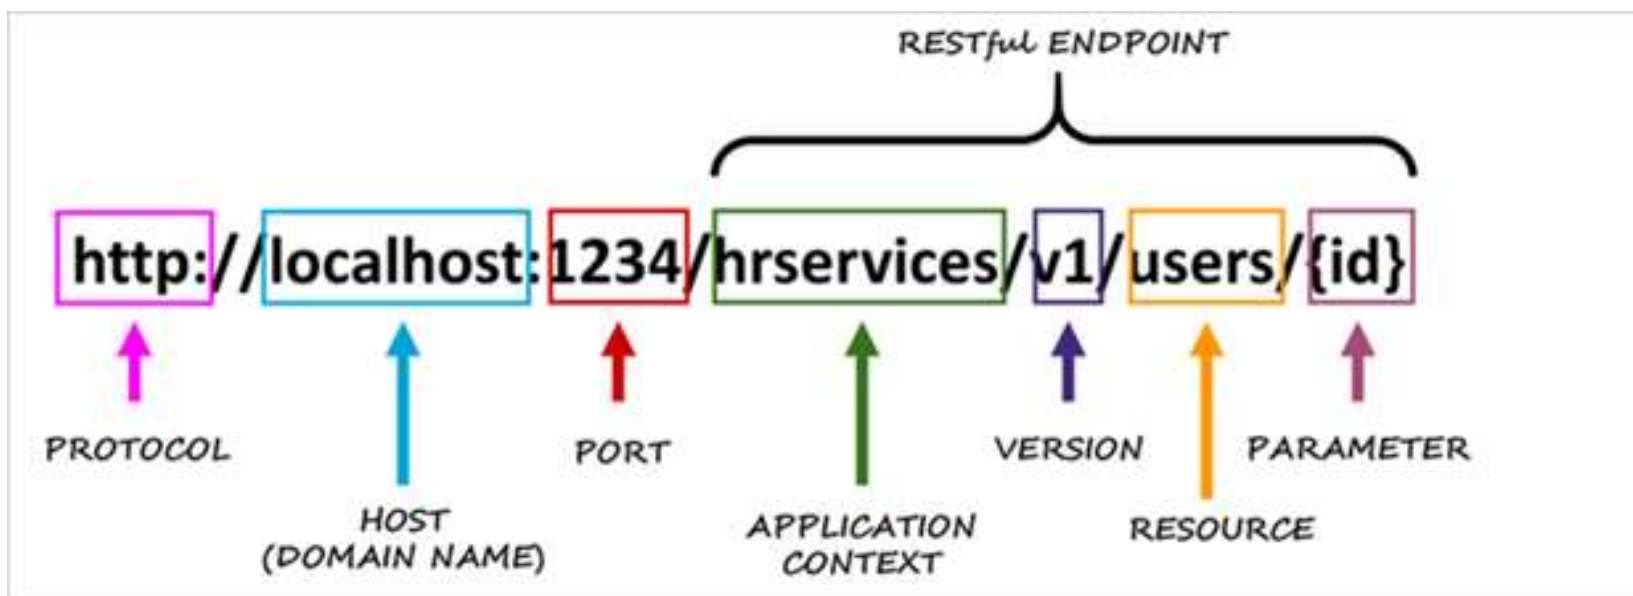 RESTful ENDPOINT
http://localhost:1234/hrservices/v1/users/{id}
PROTOCOL
HOST
(DOMAIN NAME)
PORT
APPLICATION
CONTEXT
VERSION
RESOURCE
PARAMETER